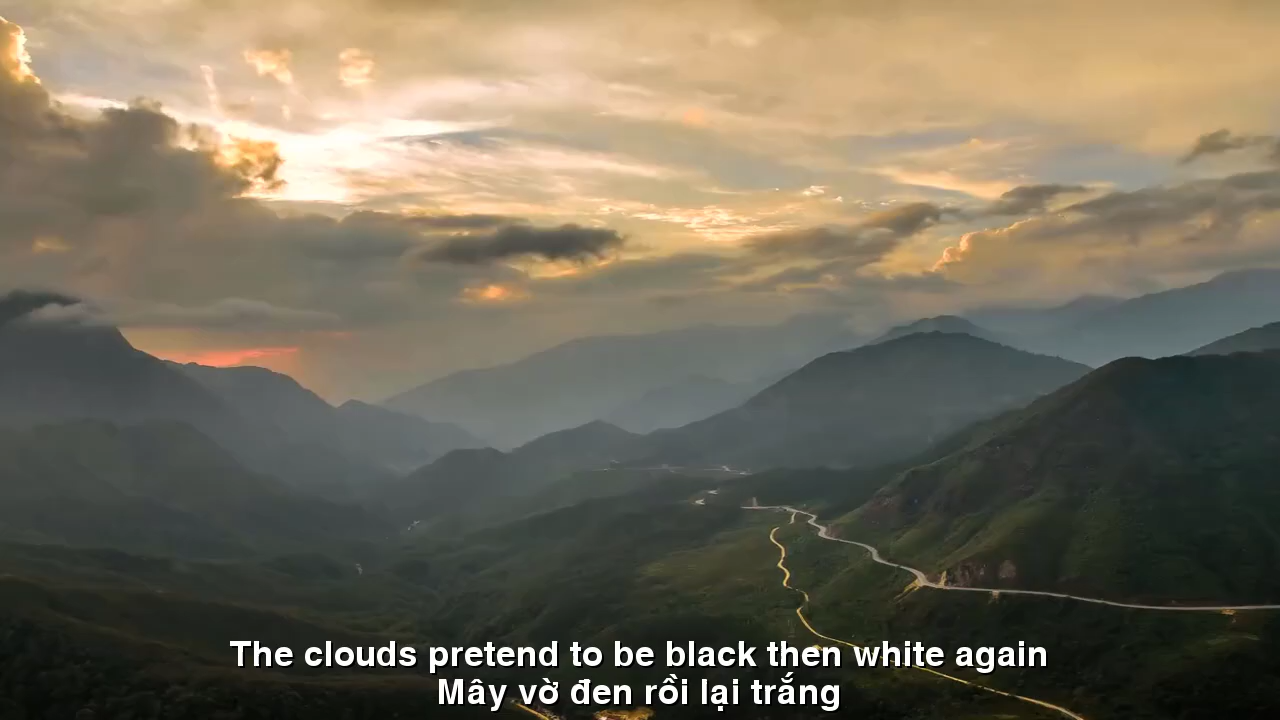 The clouds pretend to be black then white again
Mây vờ đen rồi lại trắng